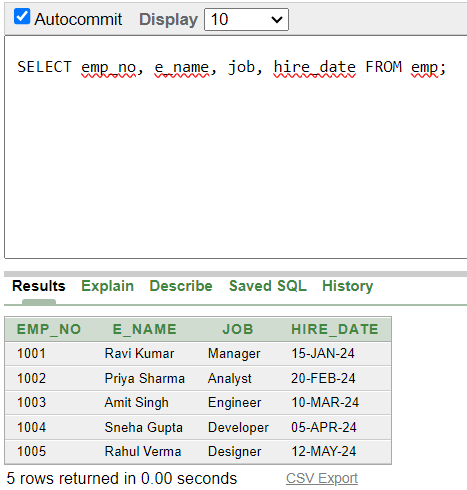 Autocommit Display 10
SELECT emp_no, e_name, job, hire_date FROM emp;
Results Explain Describe Saved SQL History
EMP_NO E_NAME JOB HIRE_DATE
1001 Ravi Kumar Manager 15-JAN-24
1002 Priya Sharma Analyst 20-FEB-24
1003 Amit Singh Engineer 10-MAR-24
1004 Sneha Gupta Developer 05-APR-24
1005 Rahul Verma Designer 12-MAY-24
5 rows returned in 0.00 seconds CSV Export